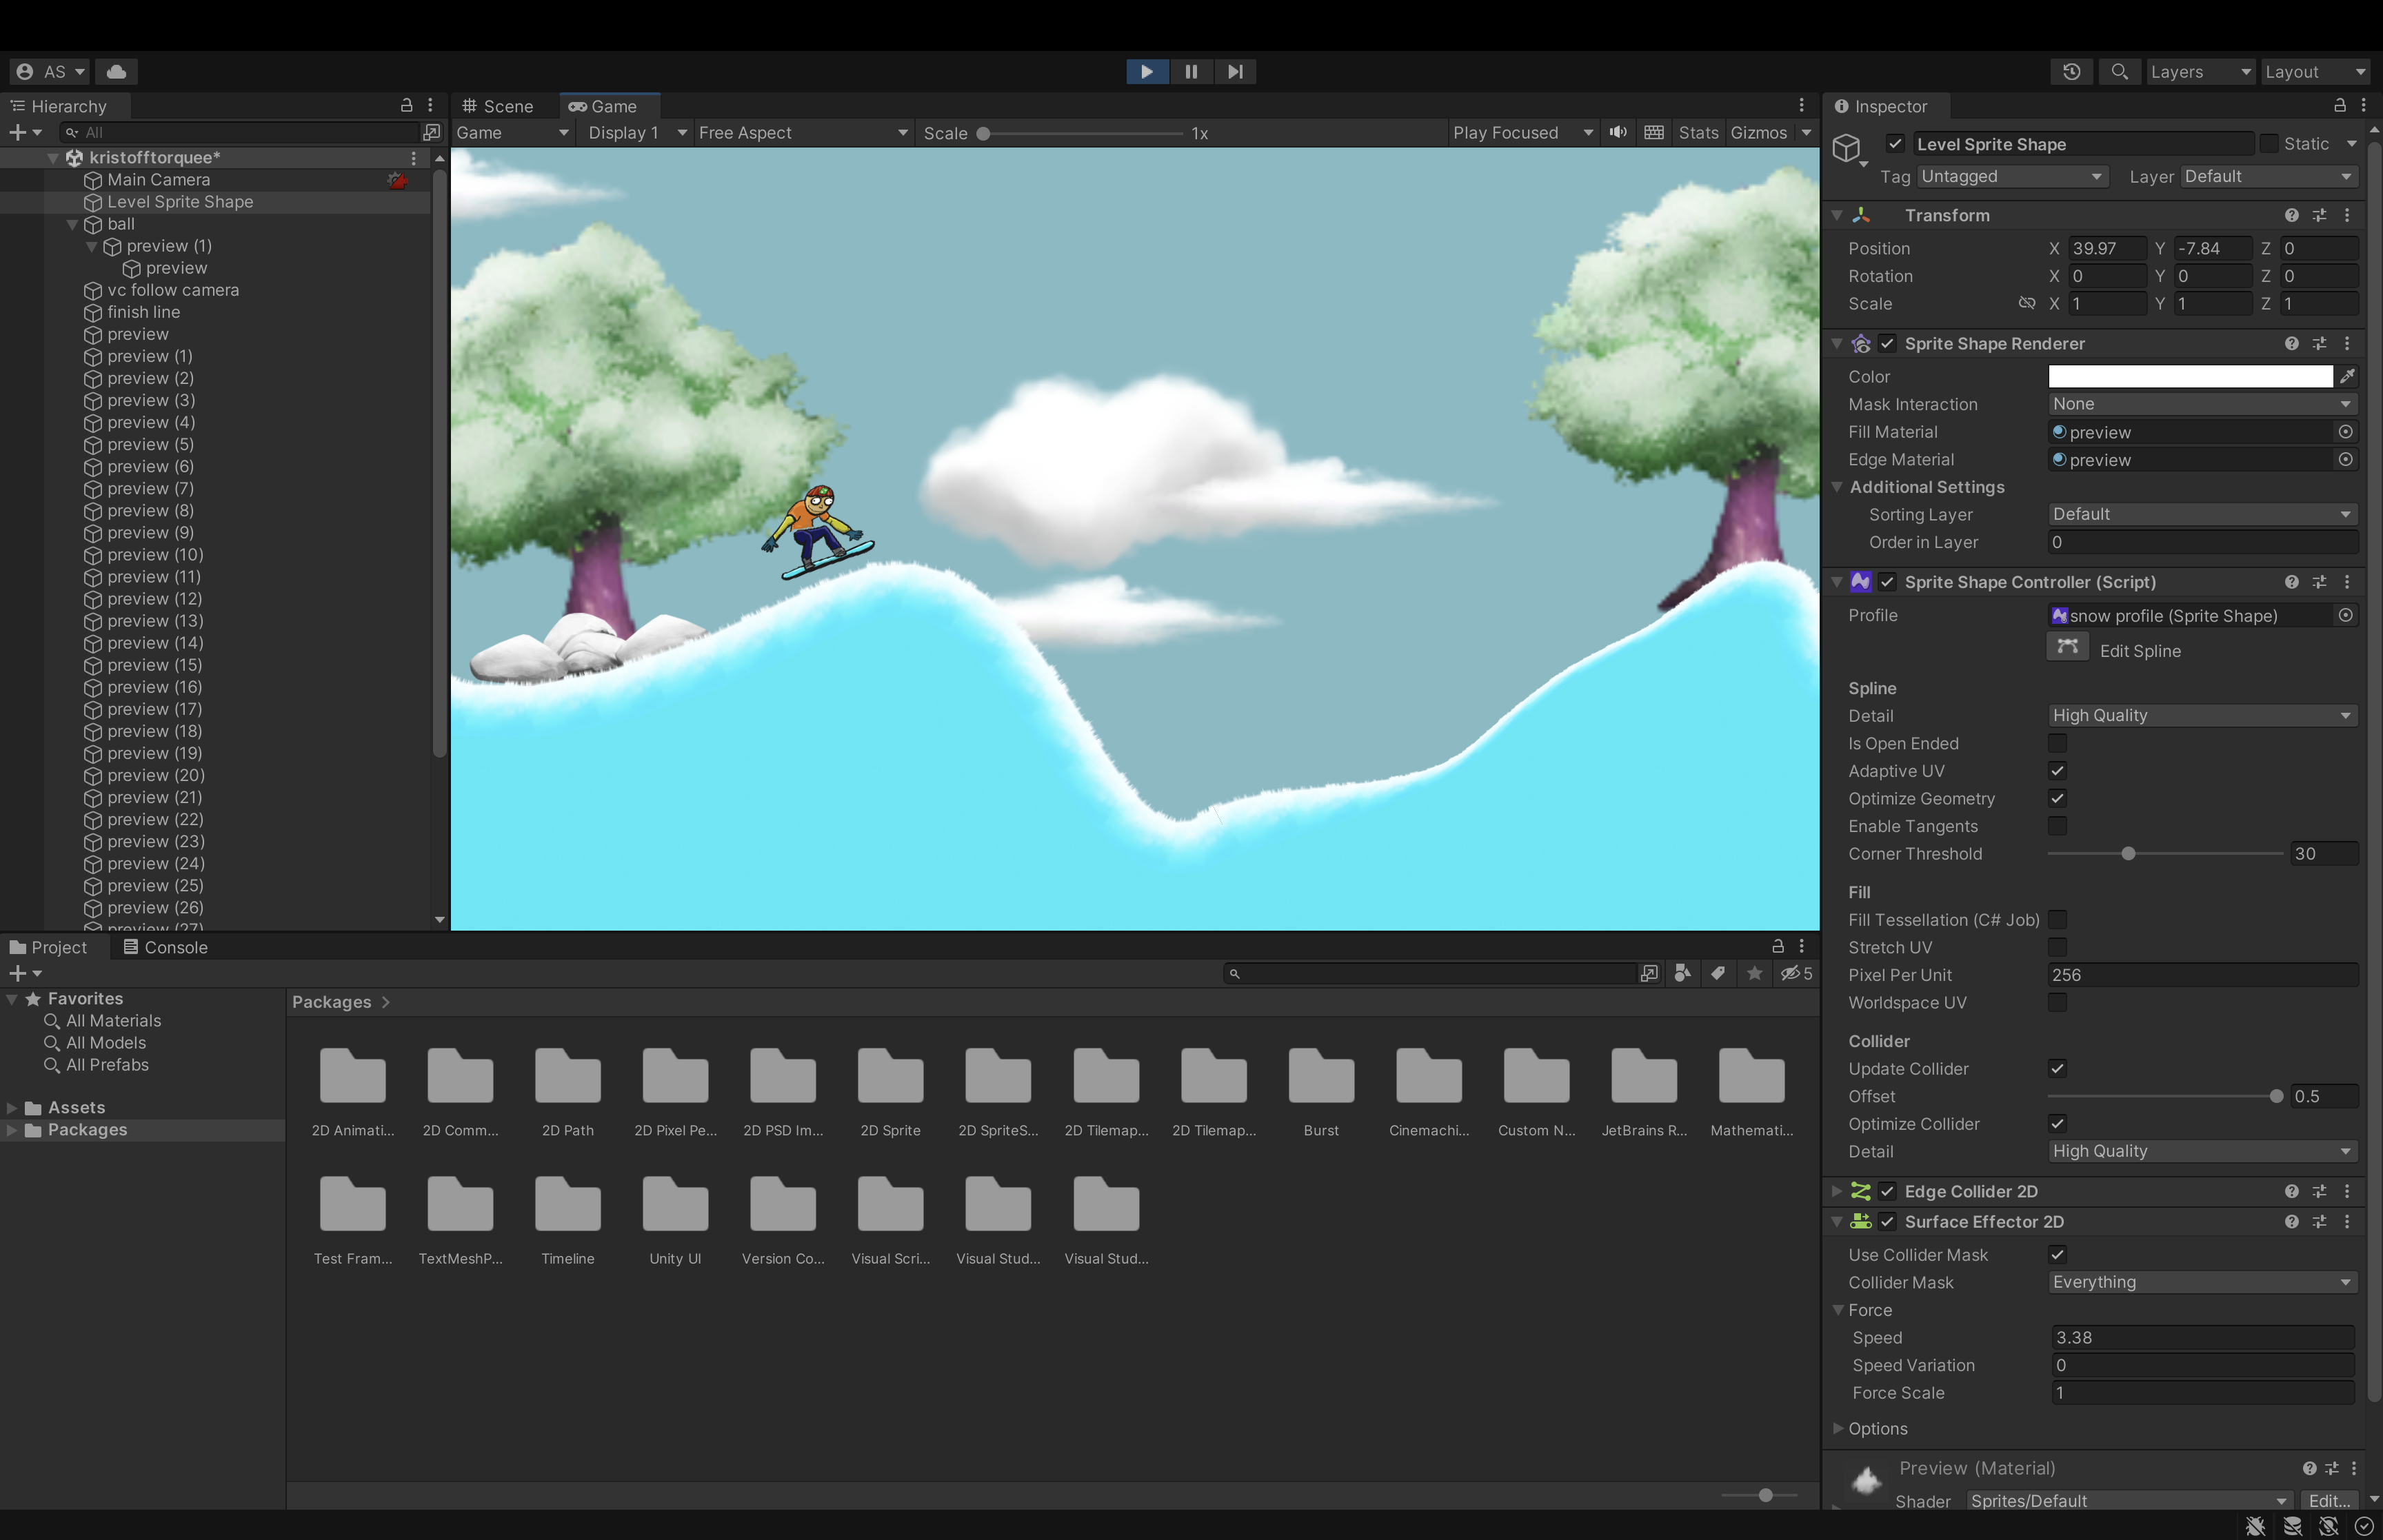 AS
Layers
Layout
Hierarchy
All
kristofftorquee*
Main Camera
Level Sprite Shape
ball
preview (1)
preview
vc follow camera
finish line
preview
preview (1)
preview (2)
preview (3)
preview (4)
preview (5)
preview (6)
preview (7)
preview (8)
preview (9)
preview (10)
preview (11)
preview (12)
preview (13)
preview (14)
preview (15)
preview (16)
preview (17)
preview (18)
preview (19)
preview (20)
preview (21)
preview (22)
preview (23)
preview (24)
preview (25)
preview (26)
preview (27)
Scene
Game
Game
Display 1
Free Aspect
Scale
1x
Play Focused
Stats
Gizmos
Project
Console
5
Favorites
All Materials
All Models
All Prefabs
Assets
Packages
Packages
2D Animati...
2D Comm...
2D Path
2D Pixel Pe...
2D PSD Im...
2D Sprite
2D SpriteS...
2D Tilemap...
2D Tilemap...
Burst
Cinemachi...
Custom N...
JetBrains R...
Mathemati...
Test Fram...
TextMeshP...
Timeline
Unity UI
Version Co...
Visual Scri...
Visual Stud...
Visual Stud...
Inspector
Level Sprite Shape
Static
Tag Untagged
Layer Default
Transform
Position X 39.97 Y -7.84 Z 0
Rotation X 0 Y 0 Z 0
Scale X 1 Y 1 Z 1
Sprite Shape Renderer
Color
Mask Interaction None
Fill Material preview
Edge Material preview
Additional Settings
Sorting Layer Default
Order in Layer 0
Sprite Shape Controller (Script)
Profile snow profile (Sprite Shape)
Edit Spline
Spline
Detail High Quality
Is Open Ended
Adaptive UV
Optimize Geometry
Enable Tangents
Corner Threshold 30
Fill
Fill Tessellation (C# Job)
Stretch UV
Pixel Per Unit 256
Worldspace UV
Collider
Update Collider
Offset 0.5
Optimize Collider
Detail High Quality
Edge Collider 2D
Surface Effector 2D
Use Collider Mask
Collider Mask Everything
Force
Speed 3.38
Speed Variation 0
Force Scale 1
Options
Preview (Material)
Shader Sprites/Default Edit...